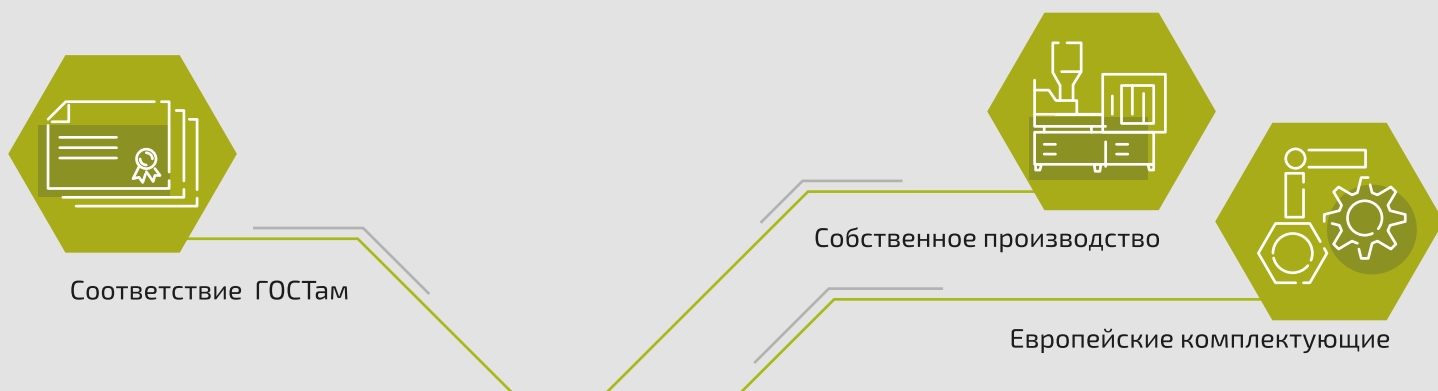 Соответствие ГОСТам
Собственное производство
Европейские комплектующие